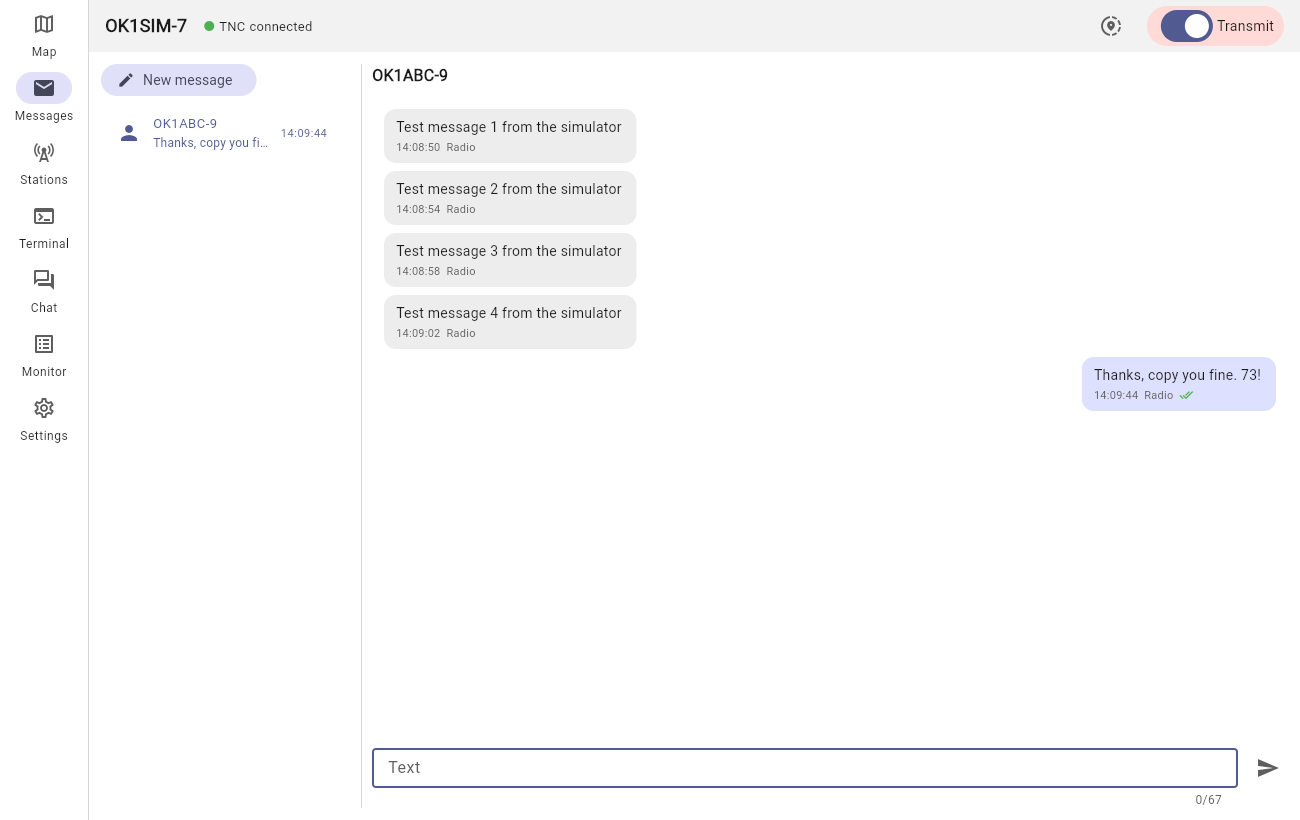 OK1SIM-7
TNC connected
Transmit
Map
Messages
Stations
Terminal
Chat
Monitor
Settings
New message
OK1ABC-9
Thanks, copy you fi…
14:09:44
OK1ABC-9
Test message 1 from the simulator
14:08:50 Radio
Test message 2 from the simulator
14:08:54 Radio
Test message 3 from the simulator
14:08:58 Radio
Test message 4 from the simulator
14:09:02 Radio
Thanks, copy you fine. 73!
14:09:44 Radio
Text
0/67